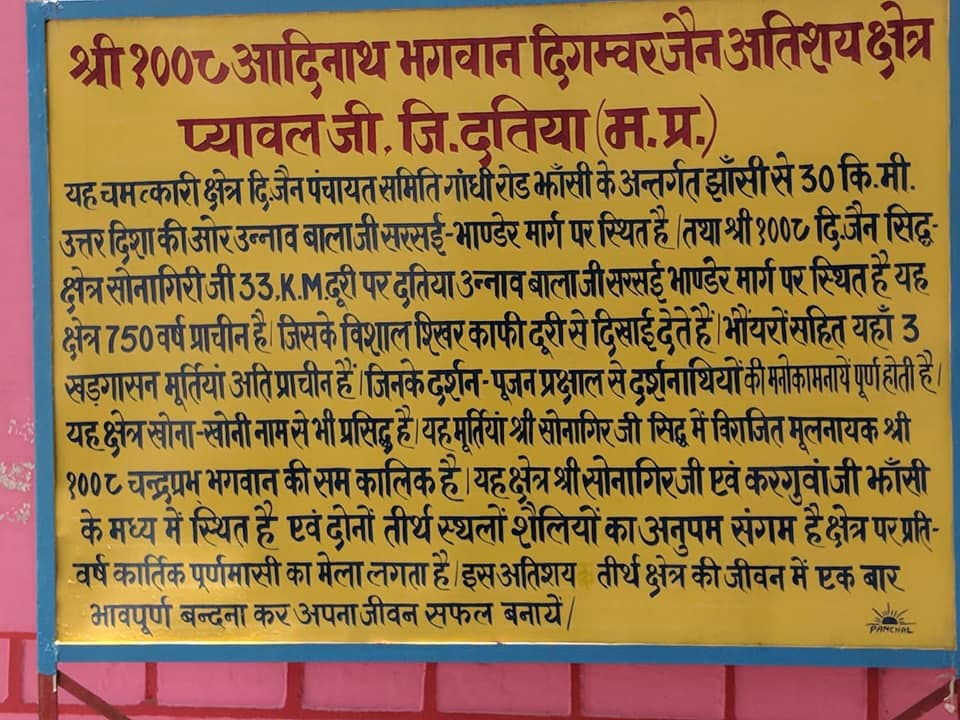 श्री १००८ आदिनाथ भगवान दिगम्वर जैन अतिशय क्षेत्र
प्यावल जी, जि.दतिया (म.प्र.)
यह चमत्कारी क्षेत्र दि.जैन पंचायत समिति गांधी रोड झाँसी के अन्तर्गत झाँसी से 30 कि.मी.
उत्तर दिशा की ओर उन्नाव बालाजी सरसई-भाण्डेर मार्ग पर स्थित है। तथा श्री १००८ दि.जैन सिद्ध-
क्षेत्र सोनागिरी जी 33.K.M.दूरी पर दतिया उन्नाव बालाजी सरसई भाण्डेर मार्ग पर स्थित है यह
क्षेत्र 750 वर्ष प्राचीन है। जिसके विशाल शिखर काफी दूरी से दिखाई देते हैं। भौंयरों सहित यहाँ 3
खड़गासन मूर्तियां अति प्राचीन हैं। जिनके दर्शन-पूजन प्रक्षाल से दर्शनाथियों की मनोकामनायें पूर्ण होती है।
यह क्षेत्र खोना-खोनी नाम से भी प्रसिद्ध है। यह मूर्तियां श्री सोनागिर जी सिद्ध में विराजित मूलनायक श्री
१००८ चन्द्रप्रभ भगवान की सम कालिक है। यह क्षेत्र श्री सोनागिर जी एवं करगुवां जी झाँसी
के मध्य में स्थित है एवं दोनों तीर्थ स्थलों शैलियों का अनुपम संगम है क्षेत्र पर प्रति-
वर्ष कार्तिक पूर्णमासी का मेला लगता है। इस अतिशय तीर्थ क्षेत्र की जीवन में एक बार
भावपूर्ण बन्दना कर अपना जीवन सफल बनायें।
PANCHAL